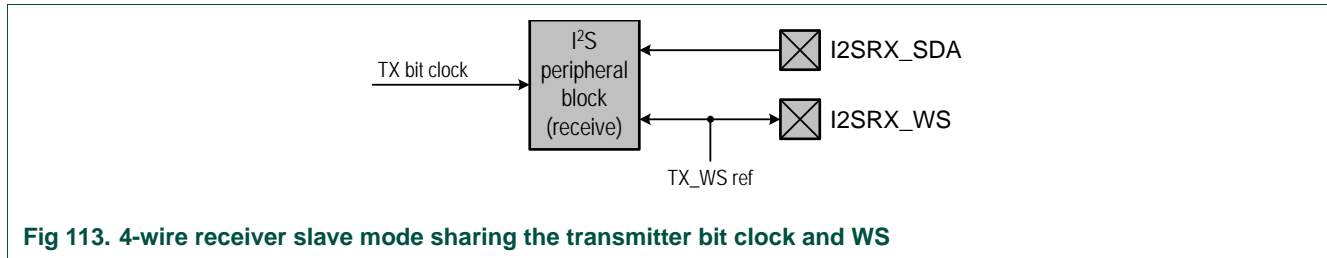 I²S
peripheral
block
(receive)
TX bit clock
I2SRX_SDA
I2SRX_WS
TX_WS ref
Fig 113. 4-wire receiver slave mode sharing the transmitter bit clock and WS